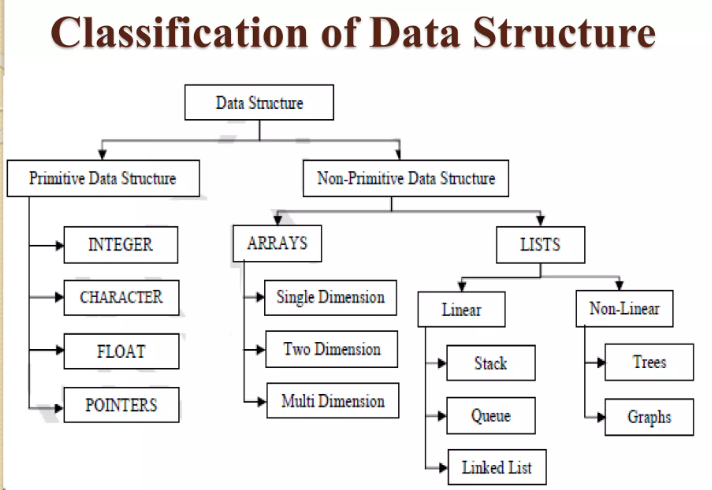 Classification of Data Structure
Data Structure
Primitive Data Structure
Non-Primitive Data Structure
INTEGER
ARRAYS
LISTS
CHARACTER
Single Dimension
Linear
Non-Linear
FLOAT
Two Dimension
Stack
Trees
POINTERS
Multi Dimension
Queue
Graphs
Linked List